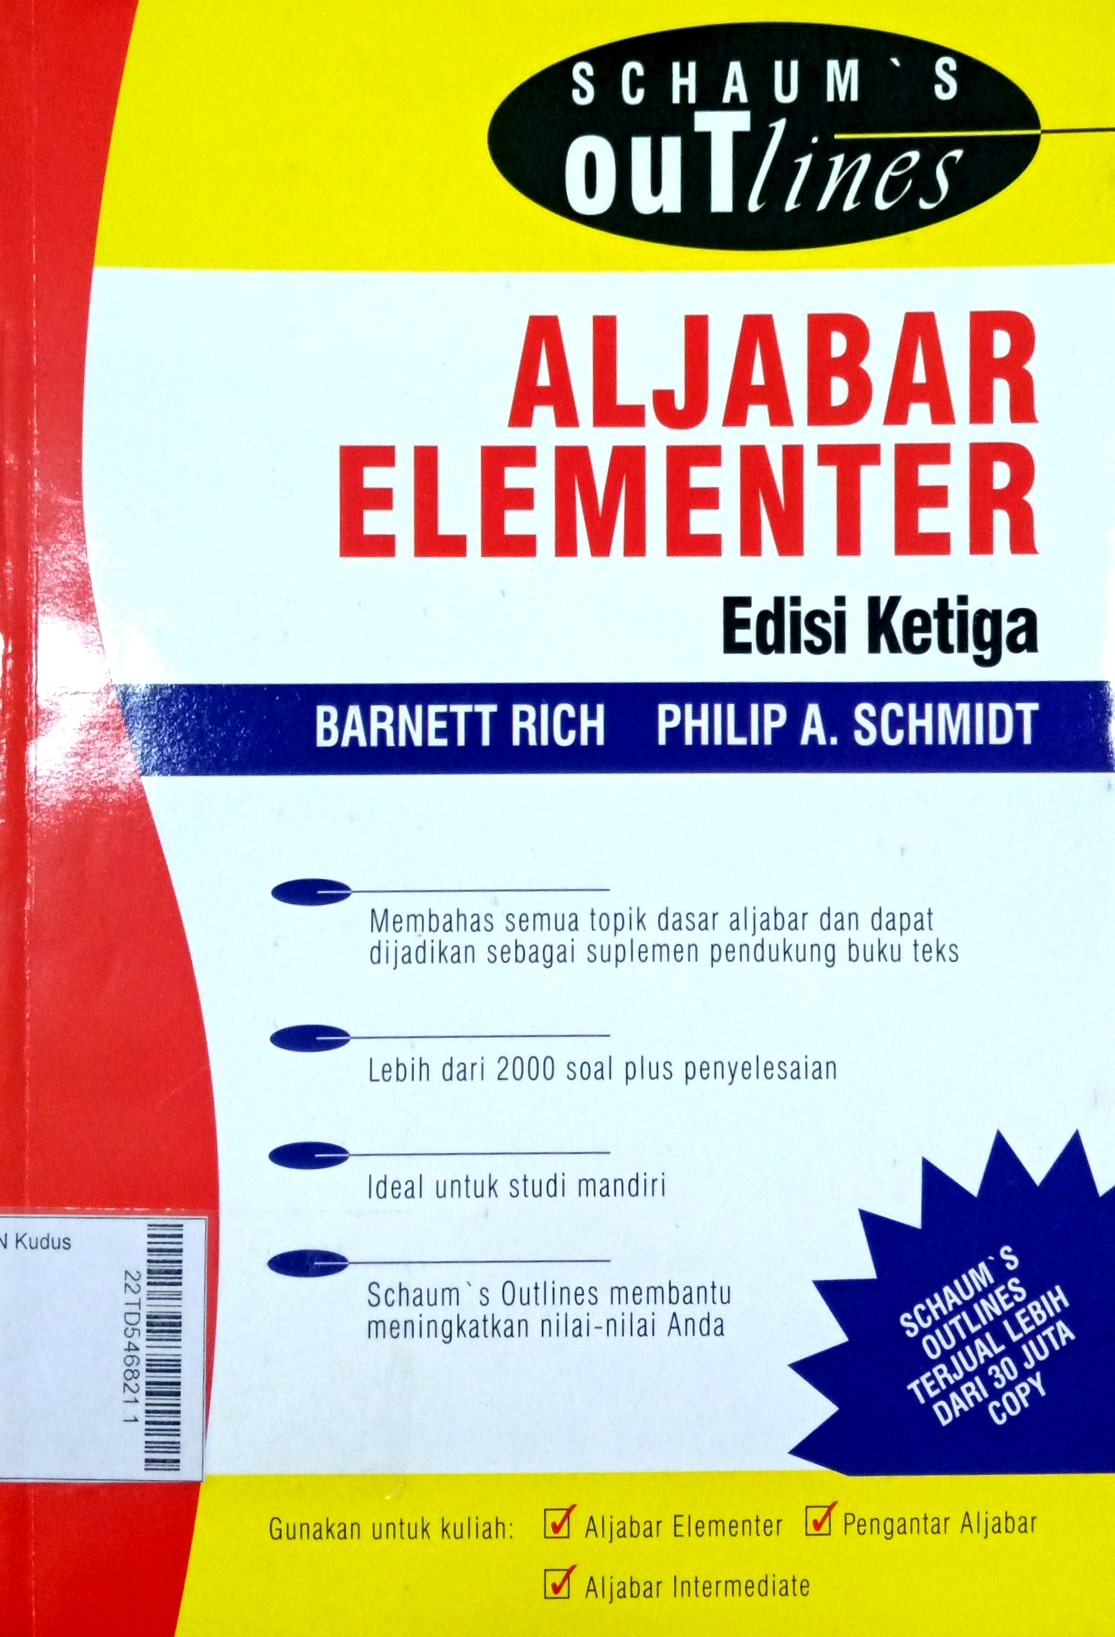 SCHAUM`S
ouTlines
ALJABAR
ELEMENTER
Edisi Ketiga
BARNETT RICH PHILIP A. SCHMIDT
Membahas semua topik dasar aljabar dan dapat
dijadikan sebagai suplemen pendukung buku teks
Lebih dari 2000 soal plus penyelesaian
Ideal untuk studi mandiri
Schaum`s Outlines membantu
meningkatkan nilai-nilai Anda
SCHAUM`S
OUTLINES
TERJUAL LEBIH
DARI 30 JUTA
COPY
N Kudus
22TD546821 1
Gunakan untuk kuliah: Aljabar Elementer Pengantar Aljabar
Aljabar Intermediate